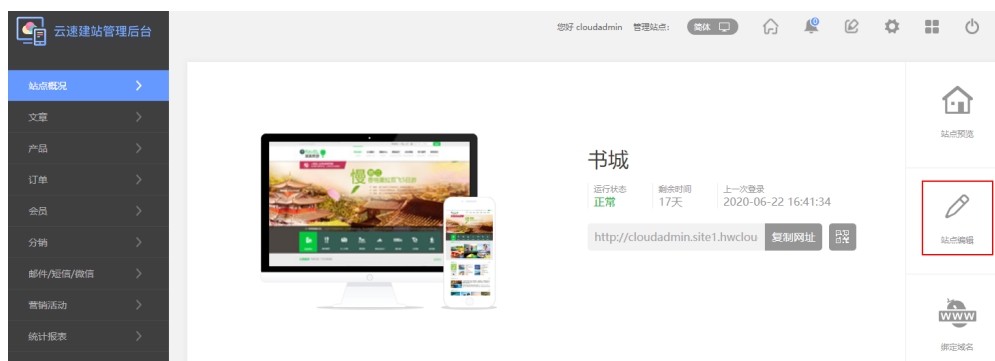 云速建站管理后台
您好 cloudadmin 管理站点: 简体
0
站点概况
文章
产品
订单
会员
分销
邮件/短信/微信
营销活动
统计报表
慢
书城
运行状态 剩余时间 上一次登录
正常 17天 2020-06-22 16:41:34
http://cloudadmin.site1.hwclou 复制网址
站点预览
站点编辑
WWW
绑定域名